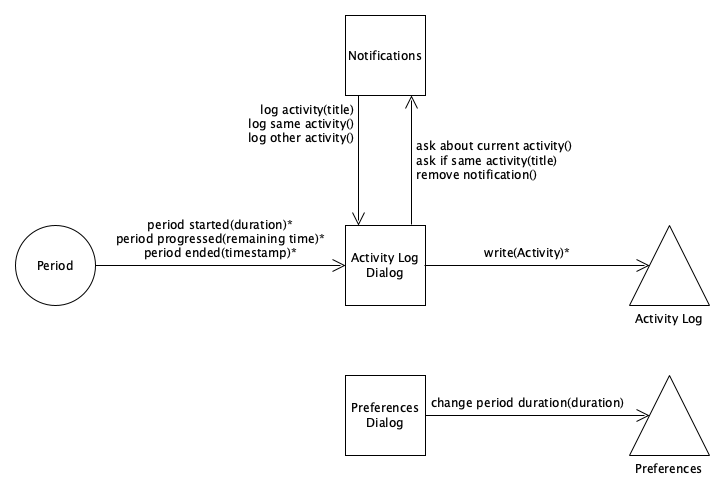 Notifications
log activity(title)
log same activity()
log other activity()
ask about current activity()
ask if same activity(title)
remove notification()
period started(duration)*
period progressed(remaining time)*
period ended(timestamp)*
Period
Activity Log
Dialog
write(Activity)*
Activity Log
Preferences
Dialog
change period duration(duration)
Preferences